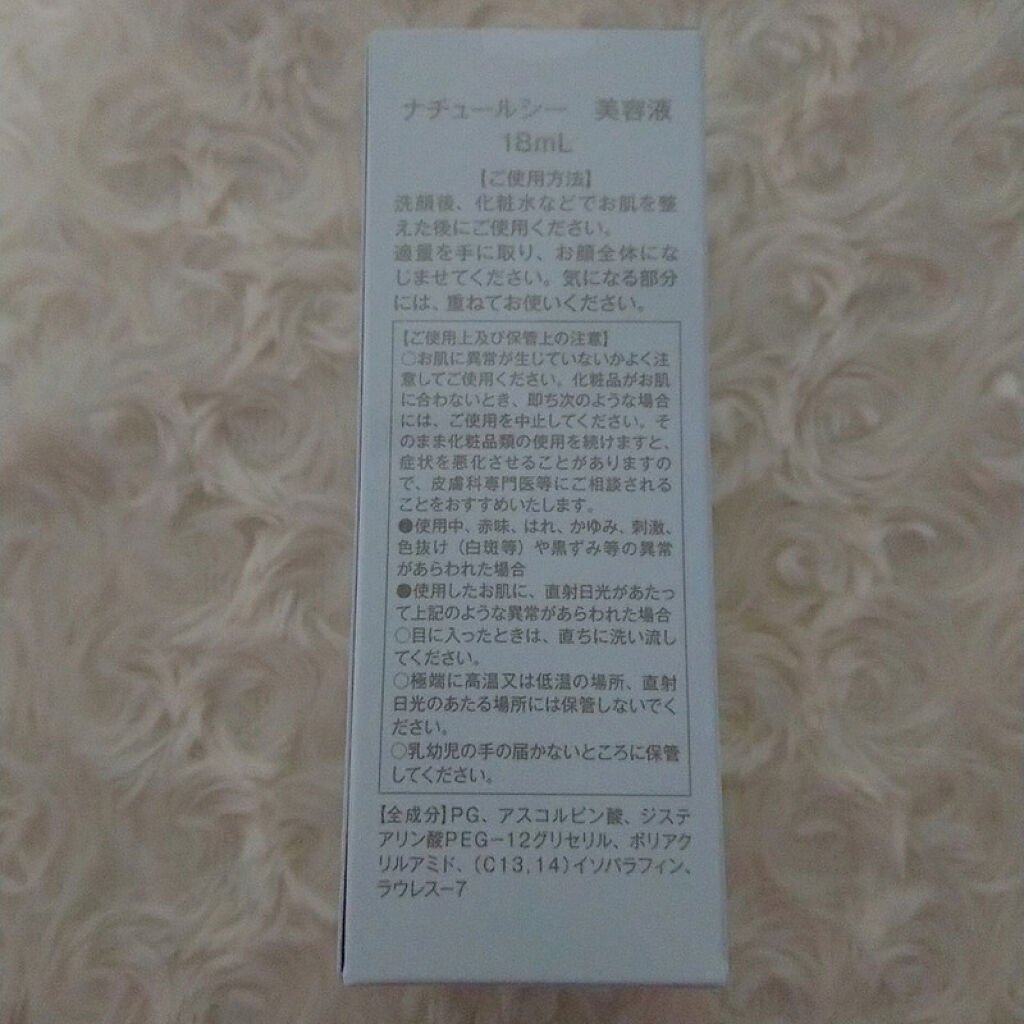 ナチュールシー 美容液
18mL
【ご使用方法】
洗顔後、化粧水などでお肌を整
えた後にご使用ください。
適量を手に取り、お顔全体にな
じませてください。気になる部分
には、重ねてお使いください。
【ご使用上及び保管上の注意】
○お肌に異常が生じていないかよく注
意してご使用ください。化粧品がお肌
に合わないとき、即ち次のような場合
には、ご使用を中止してください。そ
のまま化粧品類の使用を続けますと、
症状を悪化させることがありますの
で、皮膚科専門医等にご相談される
ことをおすすめいたします。
●使用中、赤味、はれ、かゆみ、刺激、
色抜け（白斑等）や黒ずみ等の異常
があらわれた場合
●使用したお肌に、直射日光があたっ
て上記のような異常があらわれた場合
○目に入ったときは、直ちに洗い流し
てください。
○極端に高温又は低温の場所、直射
日光のあたる場所には保管しないでく
ださい。
○乳幼児の手の届かないところに保管
してください。
【全成分】PG、アスコルビン酸、ジステ
アリン酸PEG-12グリセリル、ポリアク
リルアミド、(C13,14)イソパラフィン、
ラウレス-7